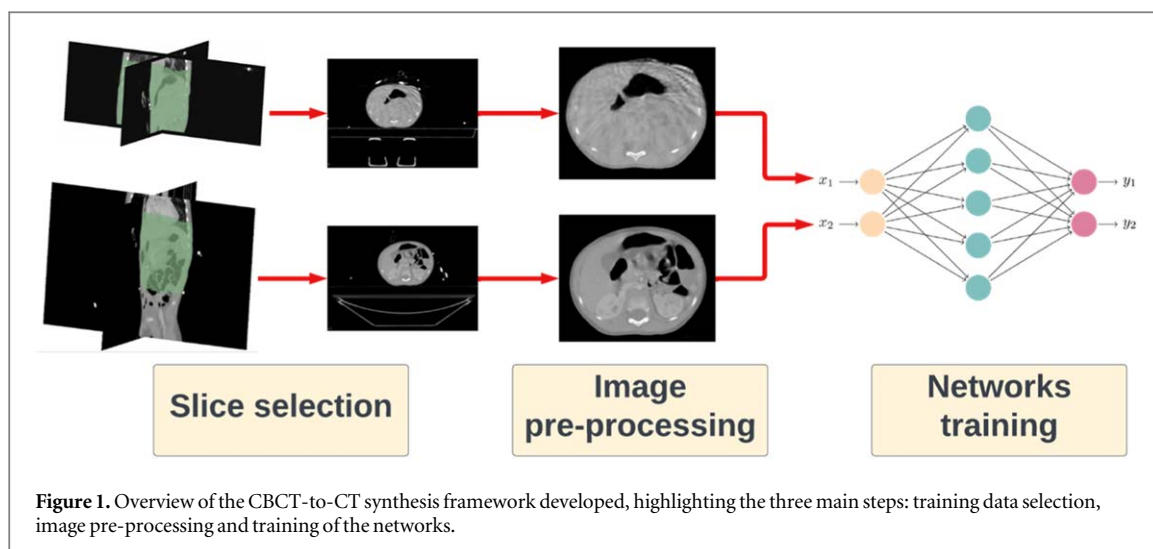 x₁
x₂
y₁
y₂
Slice selection
Image
pre-processing
Networks
training
Figure 1. Overview of the CBCT-to-CT synthesis framework developed, highlighting the three main steps: training data selection,
image pre-processing and training of the networks.